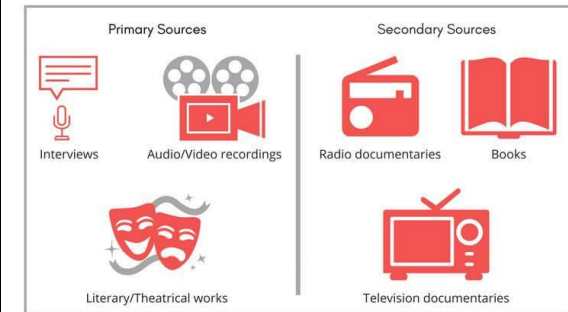 Primary Sources
Secondary Sources
Interviews
Audio/Video recordings
Radio documentaries
Books
Literary/Theatrical works
Television documentaries